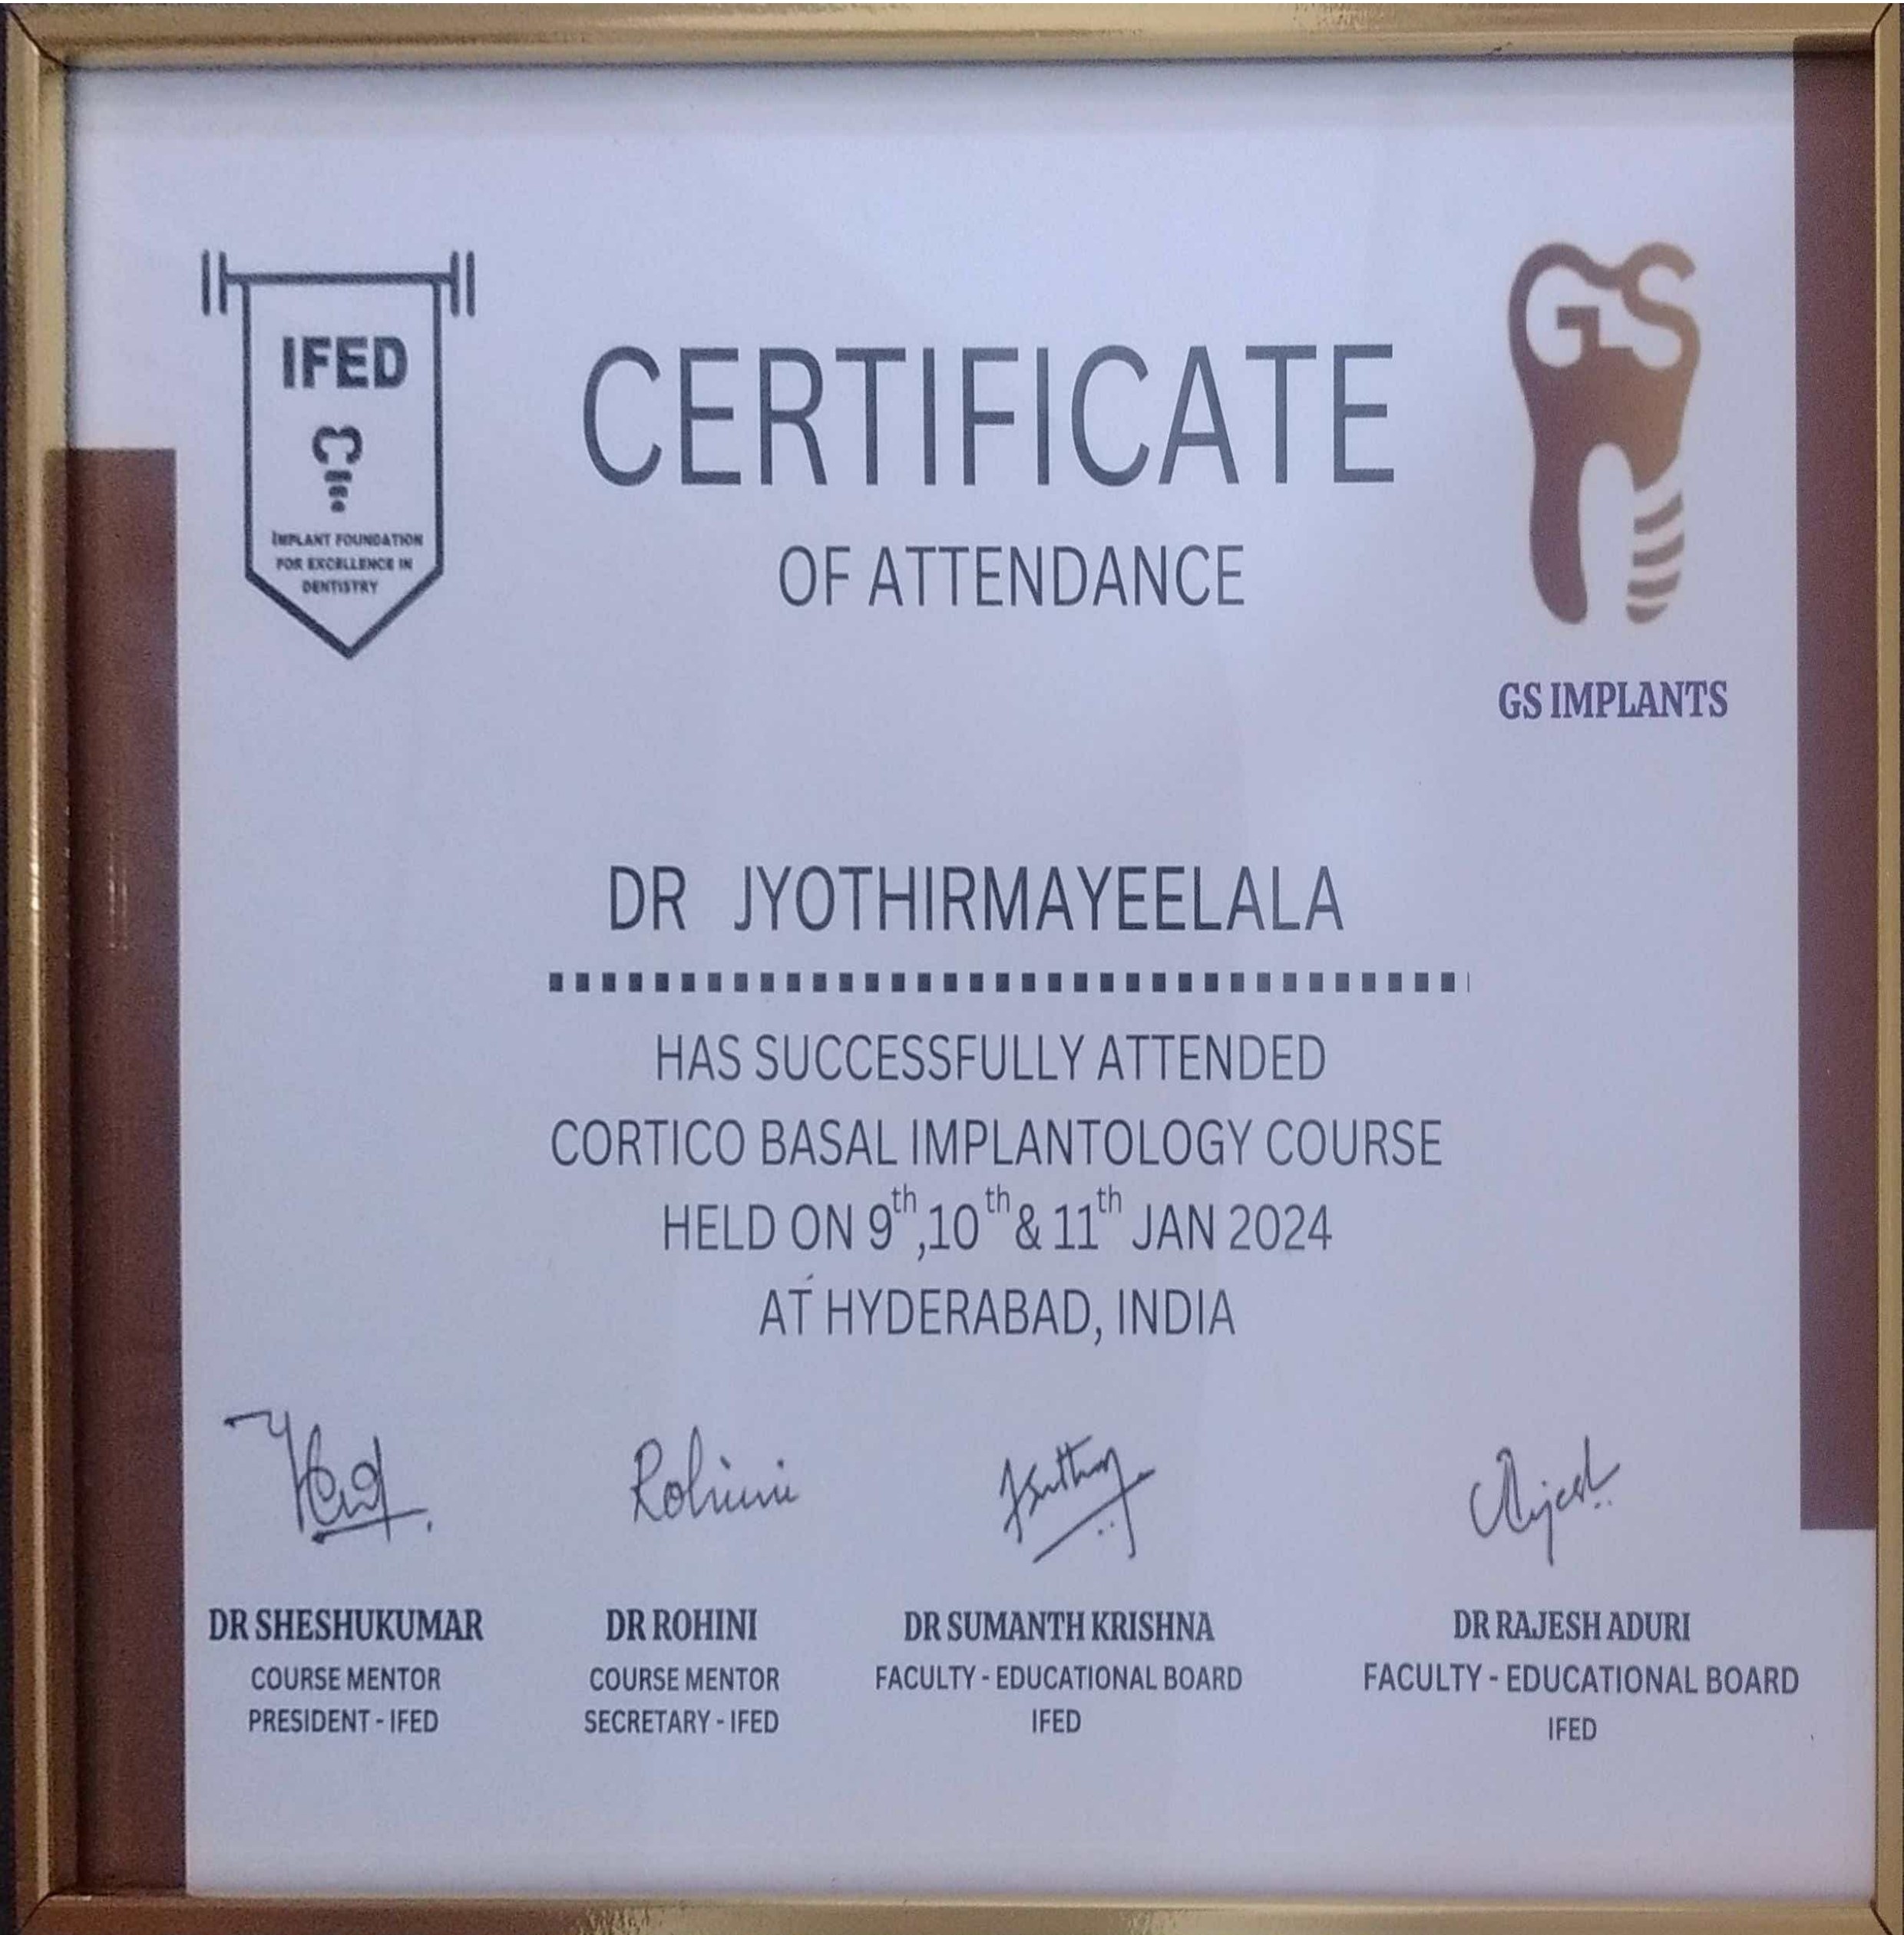 IFED
IMPLANT FOUNDATION
FOR EXCELLENCE IN
DENTISTRY
CERTIFICATE
OF ATTENDANCE
GS
GS IMPLANTS
DR JYOTHIRMAYEELALA
HAS SUCCESSFULLY ATTENDED
CORTICO BASAL IMPLANTOLOGY COURSE
HELD ON 9th,10th & 11th JAN 2024
AT HYDERABAD, INDIA
Rohini
DR SHESHUKUMAR
COURSE MENTOR
PRESIDENT - IFED
DR ROHINI
COURSE MENTOR
SECRETARY - IFED
DR SUMANTH KRISHNA
FACULTY - EDUCATIONAL BOARD
IFED
DR RAJESH ADURI
FACULTY - EDUCATIONAL BOARD
IFED